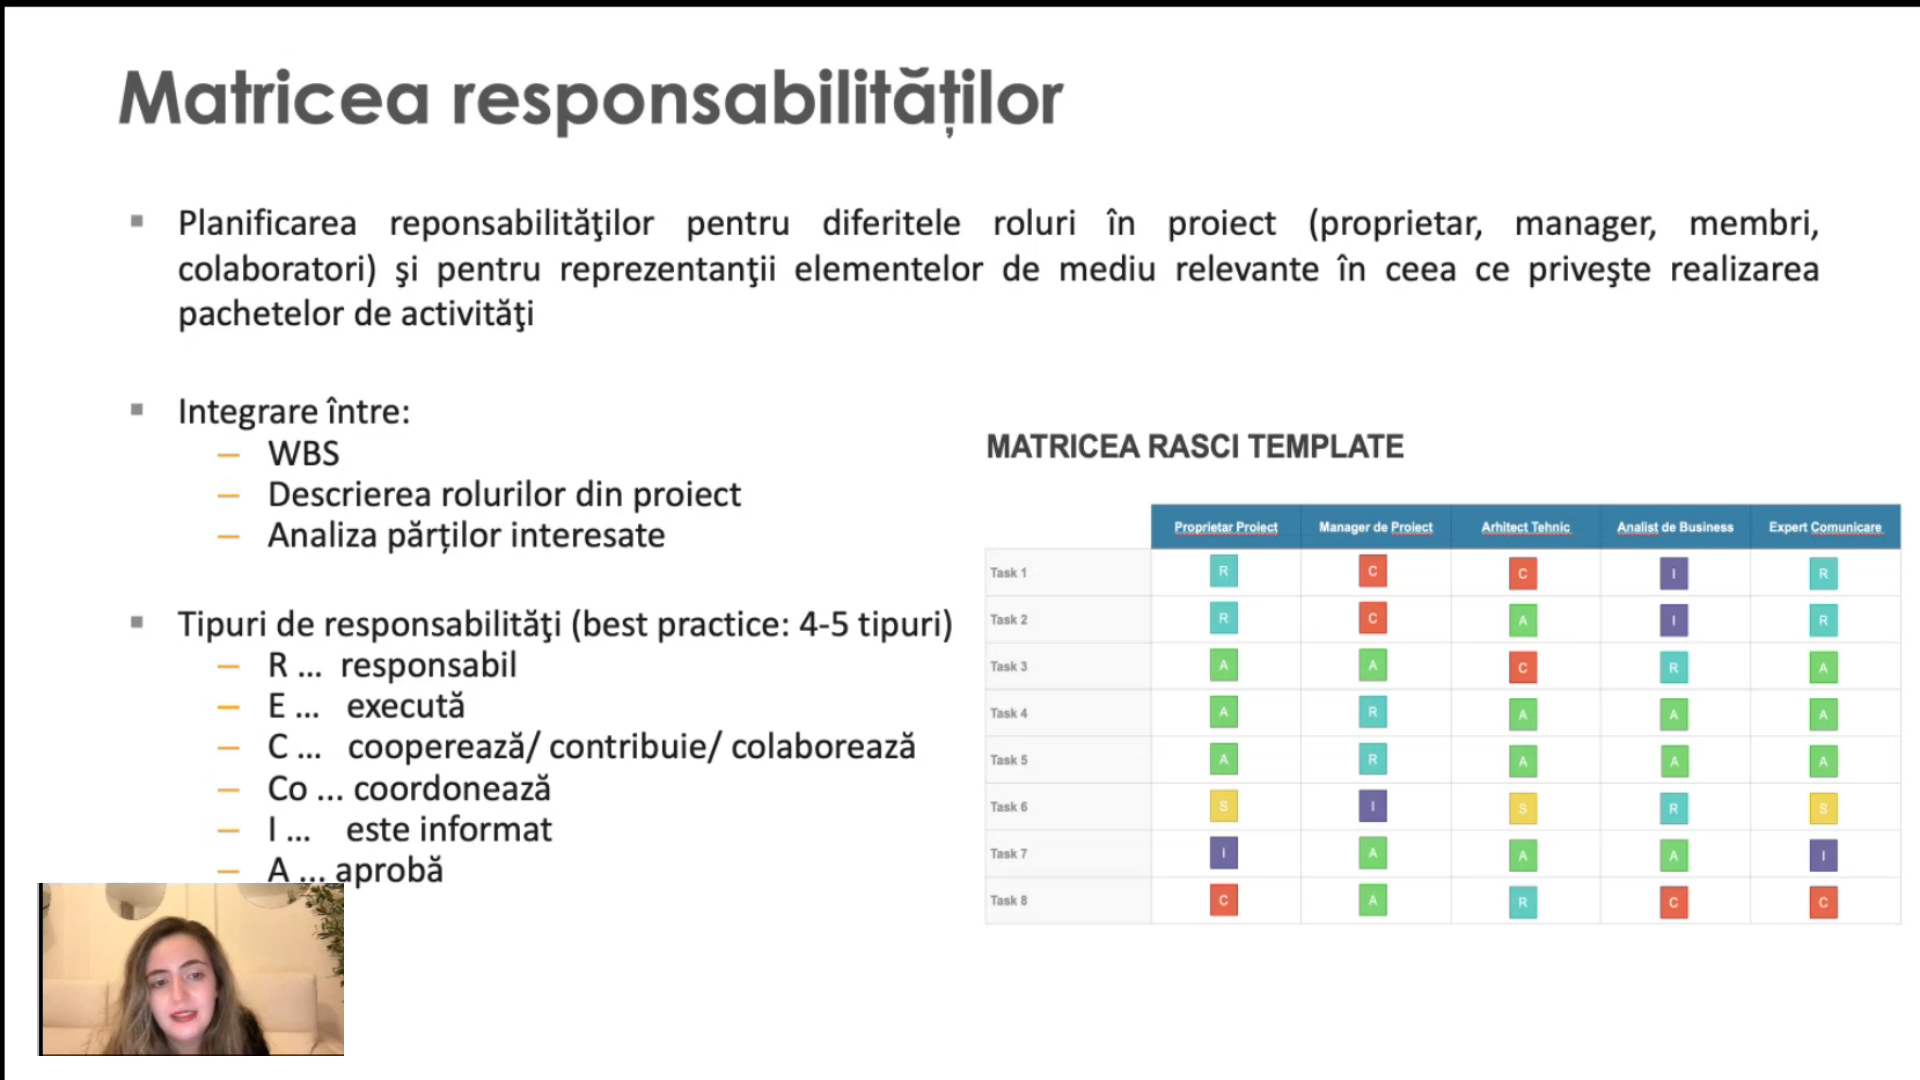 Matricea responsabilităților
▪ Planificarea reponsabilităţilor pentru diferitele roluri în proiect (proprietar, manager, membri,
colaboratori) şi pentru reprezentanţii elementelor de mediu relevante în ceea ce priveşte realizarea
pachetelor de activităţi
▪ Integrare între:
– WBS
– Descrierea rolurilor din proiect
– Analiza părților interesate
▪ Tipuri de responsabilităţi (best practice: 4-5 tipuri)
– R ... responsabil
– E ... execută
– C ... cooperează/ contribuie/ colaborează
– Co ... coordonează
– I ... este informat
– A ... aprobă
MATRICEA RASCI TEMPLATE
Proprietar Proiect Manager de Proiect Arhitect Tehnic Analist de Business Expert Comunicare
Task 1 R C C I R
Task 2 R C A I R
Task 3 A A C R A
Task 4 A R A A A
Task 5 A R A A A
Task 6 S I S R S
Task 7 I A A A I
Task 8 C A R C C